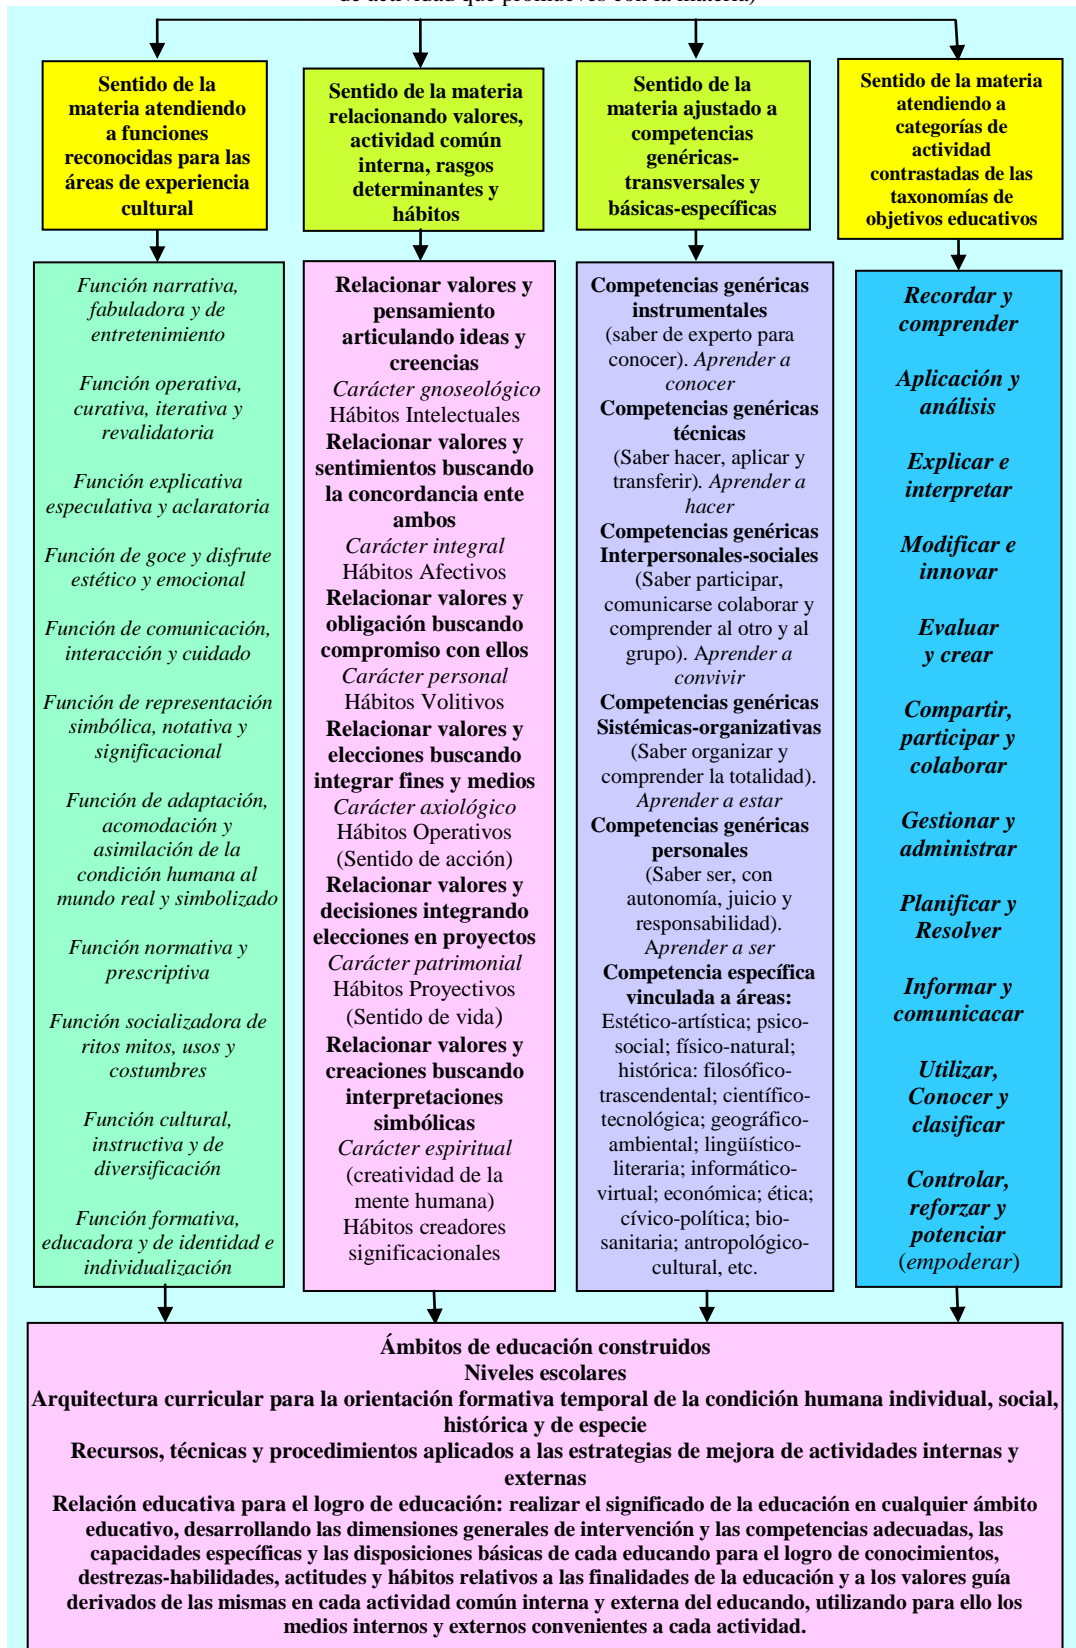 de actividad que promueves con la materia)
Sentido de la
materia atendiendo
a funciones
reconocidas para las
áreas de experiencia
cultural
Sentido de la materia
relacionando valores,
actividad común
interna, rasgos
determinantes y
hábitos
Sentido de la
materia ajustado a
competencias
genéricas-
transversales y
básicas-específicas
Sentido de la materia
atendiendo a
categorías de
actividad
contrastadas de las
taxonomías de
objetivos educativos
Función narrativa,
fabuladora y de
entretenimiento
Función operativa,
curativa, iterativa y
revalidatoria
Función explicativa
especulativa y aclaratoria
Función de goce y disfrute
estético y emocional
Función de comunicación,
interacción y cuidado
Función de representación
simbólica, notativa y
significacional
Función de adaptación,
acomodación y
asimilación de la
condición humana al
mundo real y simbolizado
Función normativa y
prescriptiva
Función socializadora de
ritos mitos, usos y
costumbres
Función cultural,
instructiva y de
diversificación
Función formativa,
educadora y de identidad e
individualización
Relacionar valores y
pensamiento
articulando ideas y
creencias
Carácter gnoseológico
Hábitos Intelectuales
Relacionar valores y
sentimientos buscando
la concordancia ente
ambos
Carácter integral
Hábitos Afectivos
Relacionar valores y
obligación buscando
compromiso con ellos
Carácter personal
Hábitos Volitivos
Relacionar valores y
elecciones buscando
integrar fines y medios
Carácter axiológico
Hábitos Operativos
(Sentido de acción)
Relacionar valores y
decisiones integrando
elecciones en proyectos
Carácter patrimonial
Hábitos Proyectivos
(Sentido de vida)
Relacionar valores y
creaciones buscando
interpretaciones
simbólicas
Carácter espiritual
(creatividad de la
mente humana)
Hábitos creadores
significacionales
Competencias genéricas
instrumentales
(saber de experto para
conocer). Aprender a
conocer
Competencias genéricas
técnicas
(Saber hacer, aplicar y
transferir). Aprender a
hacer
Competencias genéricas
Interpersonales-sociales
(Saber participar,
comunicarse colaborar y
comprender al otro y al
grupo). Aprender a
convivir
Competencias genéricas
Sistémicas-organizativas
(Saber organizar y
comprender la totalidad).
Aprender a estar
Competencias genéricas
personales
(Saber ser, con
autonomía, juicio y
responsabilidad).
Aprender a ser
Competencia específica
vinculada a áreas:
Estético-artística; psico-
social; físico-natural;
histórica: filosófico-
trascendental; científico-
tecnológica; geográfico-
ambiental; lingüístico-
literaria; informático-
virtual; económica; ética;
cívico-política; bio-
sanitaria; antropológico-
cultural, etc.
Recordar y
comprender
Aplicación y
análisis
Explicar e
interpretar
Modificar e
innovar
Evaluar
y crear
Compartir,
participar y
colaborar
Gestionar y
administrar
Planificar y
Resolver
Informar y
comunicacar
Utilizar,
Conocer y
clasificar
Controlar,
reforzar y
potenciar
(empoderar)
Ámbitos de educación construidos
Niveles escolares
Arquitectura curricular para la orientación formativa temporal de la condición humana individual, social,
histórica y de especie
Recursos, técnicas y procedimientos aplicados a las estrategias de mejora de actividades internas y
externas
Relación educativa para el logro de educación: realizar el significado de la educación en cualquier ámbito
educativo, desarrollando las dimensiones generales de intervención y las competencias adecuadas, las
capacidades específicas y las disposiciones básicas de cada educando para el logro de conocimientos,
destrezas-habilidades, actitudes y hábitos relativos a las finalidades de la educación y a los valores guía
derivados de las mismas en cada actividad común interna y externa del educando, utilizando para ello los
medios internos y externos convenientes a cada actividad.